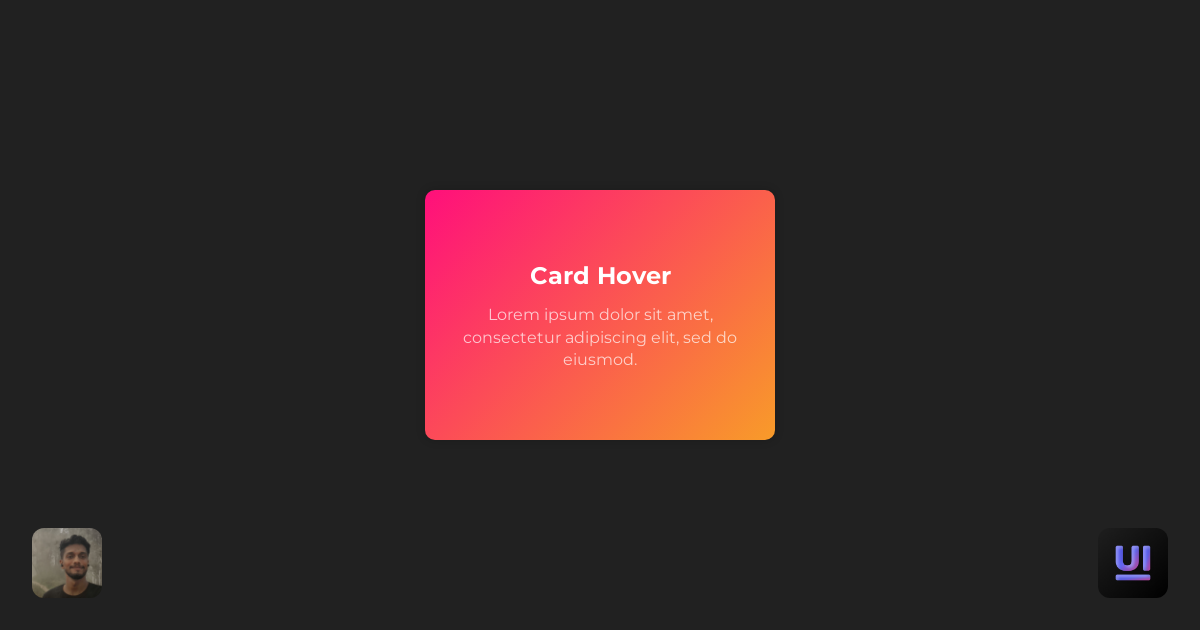 Card Hover
Lorem ipsum dolor sit amet,
consectetur adipiscing elit, sed do
eiusmod.
UI